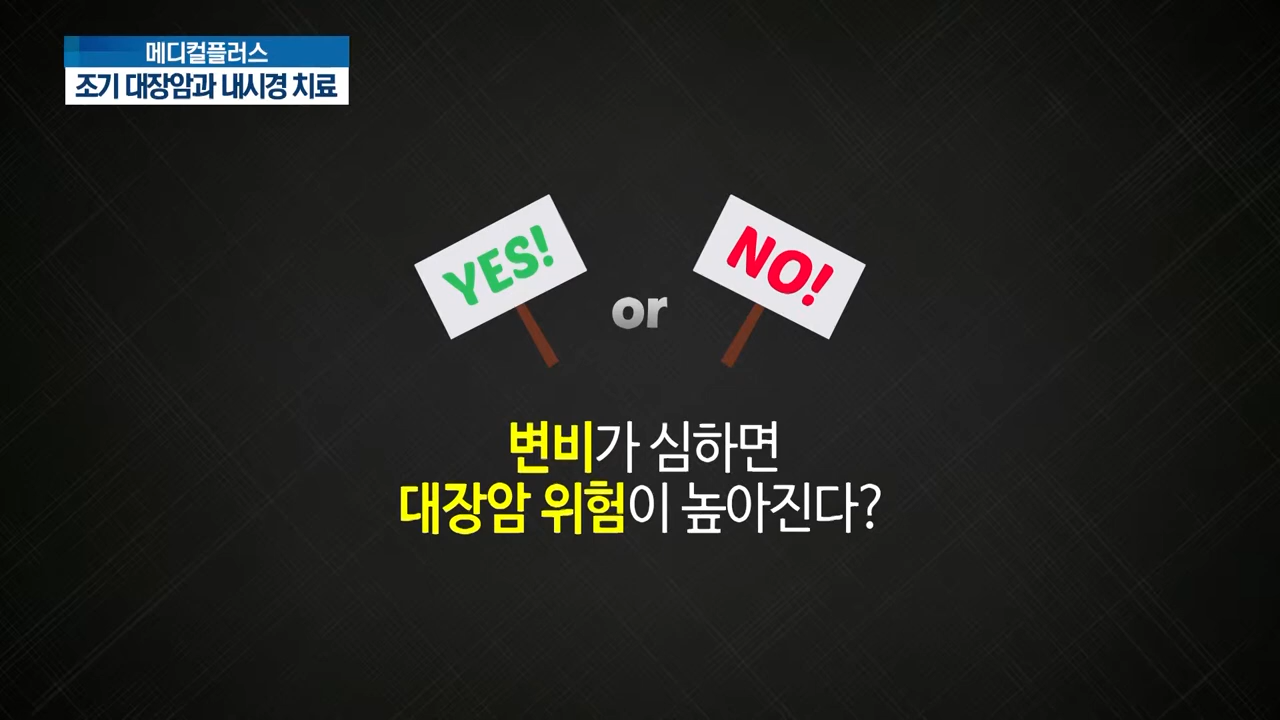 메디컬플러스
조기 대장암과 내시경 치료
YES!
or
NO!
변비가 심하면
대장암 위험이 높아진다?